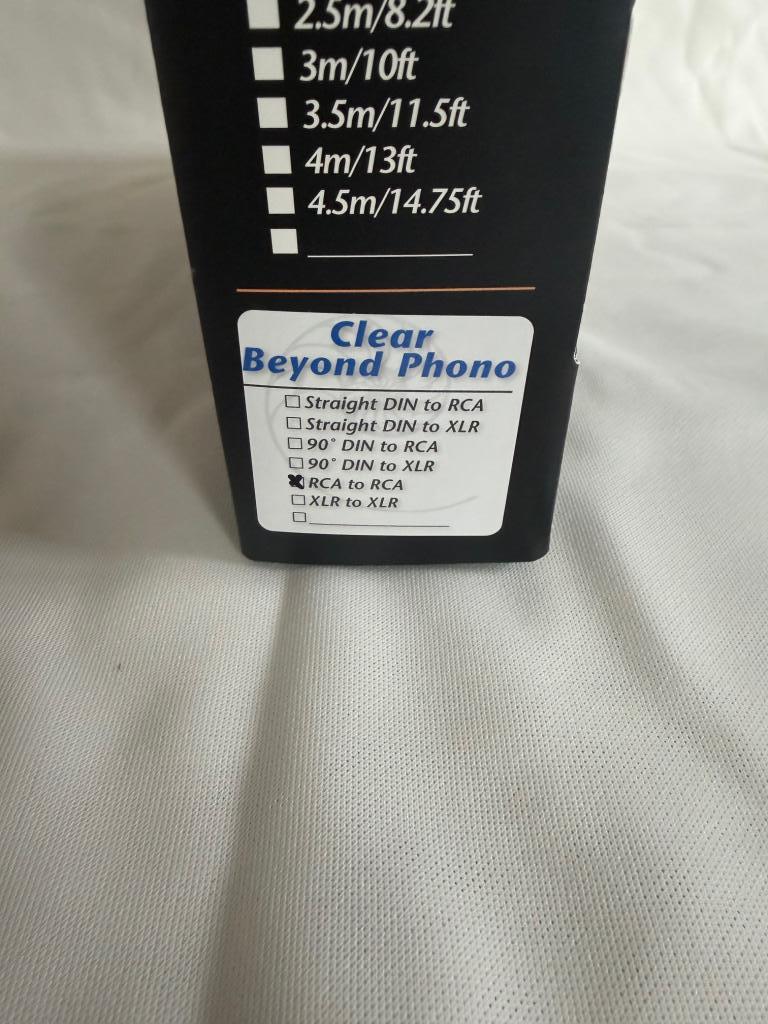 2.5m/8.2ft
3m/10ft
3.5m/11.5ft
4m/13ft
4.5m/14.75ft
Clear
Beyond Phono
Straight DIN to RCA
Straight DIN to XLR
90° DIN to RCA
90° DIN to XLR
RCA to RCA
XLR to XLR